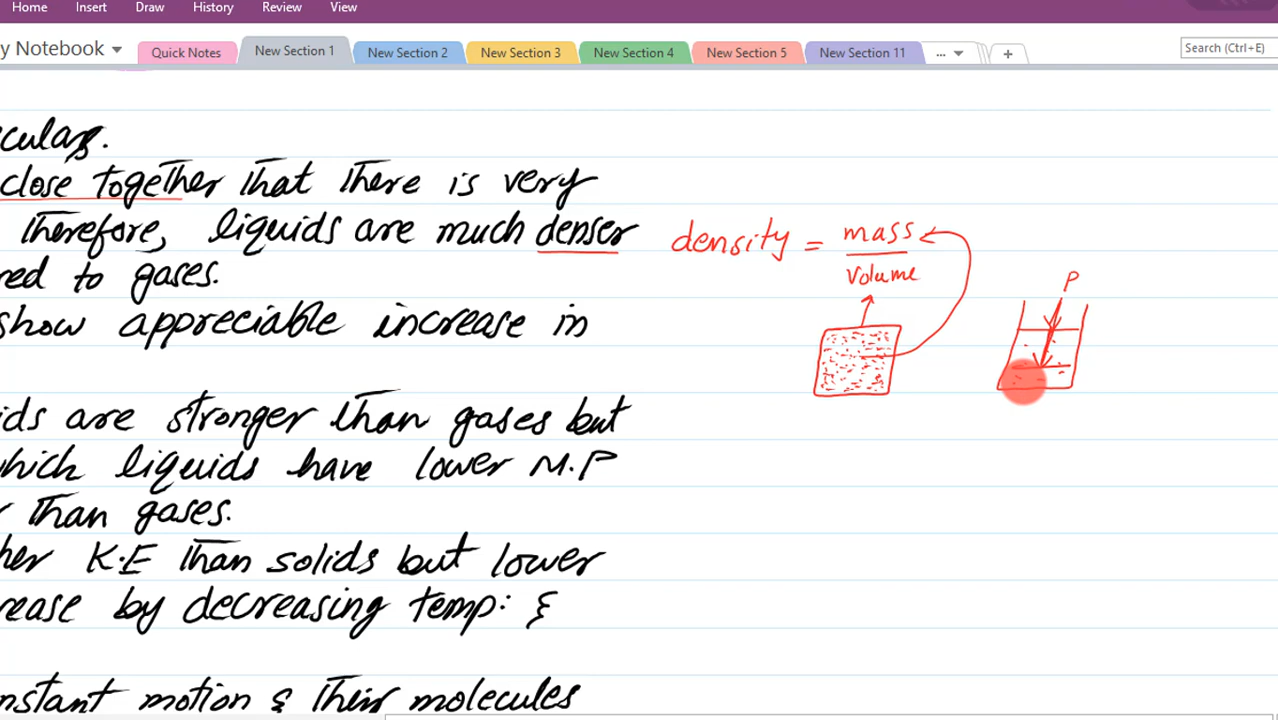 Home Insert Draw History Review View
y Notebook
Quick Notes New Section 1 New Section 2 New Section 3 New Section 4 New Section 5 New Section 11 ... +
Search (Ctrl+E)
close together that there is very
therefore, liquids are much denser
density = mass
volume
red to gases.
P
show appreciable increase in
ids are stronger than gases but
which liquids have lower M.P
than gases.
her K.E than solids but lower
rease by decreasing temp: &
nstant motion & their molecules